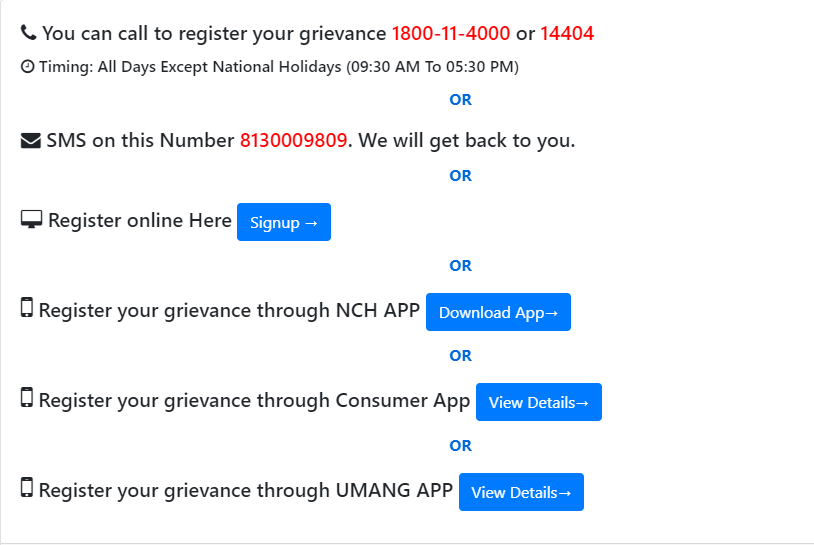 You can call to register your grievance 1800-11-4000 or 14404
Timing: All Days Except National Holidays (09:30 AM To 05:30 PM)
OR
SMS on this Number 8130009809. We will get back to you.
OR
Register online Here Signup →
OR
Register your grievance through NCH APP Download App→
OR
Register your grievance through Consumer App View Details→
OR
Register your grievance through UMANG APP View Details→